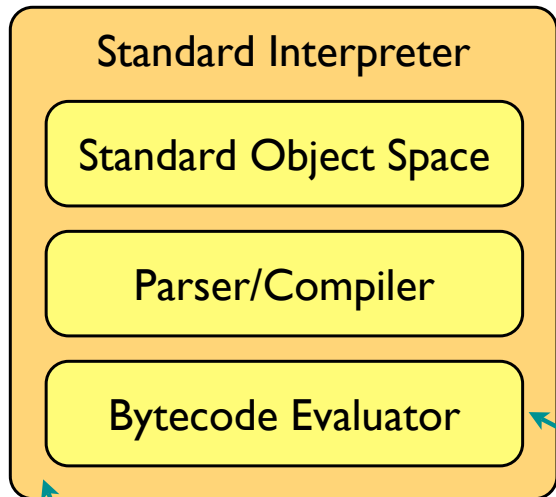 Standard Interpreter
Standard Object Space
Parser/Compiler
Bytecode Evaluator